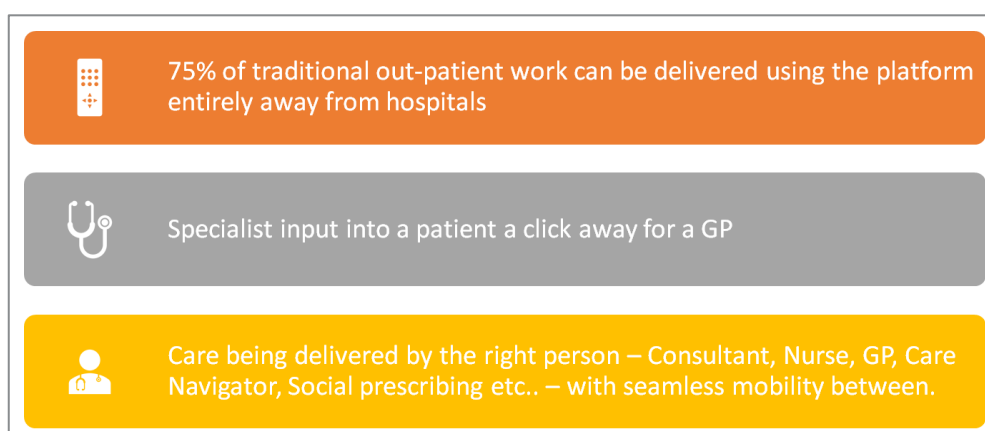 75% of traditional out-patient work can be delivered using the platform
entirely away from hospitals
Specialist input into a patient a click away for a GP
Care being delivered by the right person – Consultant, Nurse, GP, Care
Navigator, Social prescribing etc.. – with seamless mobility between.